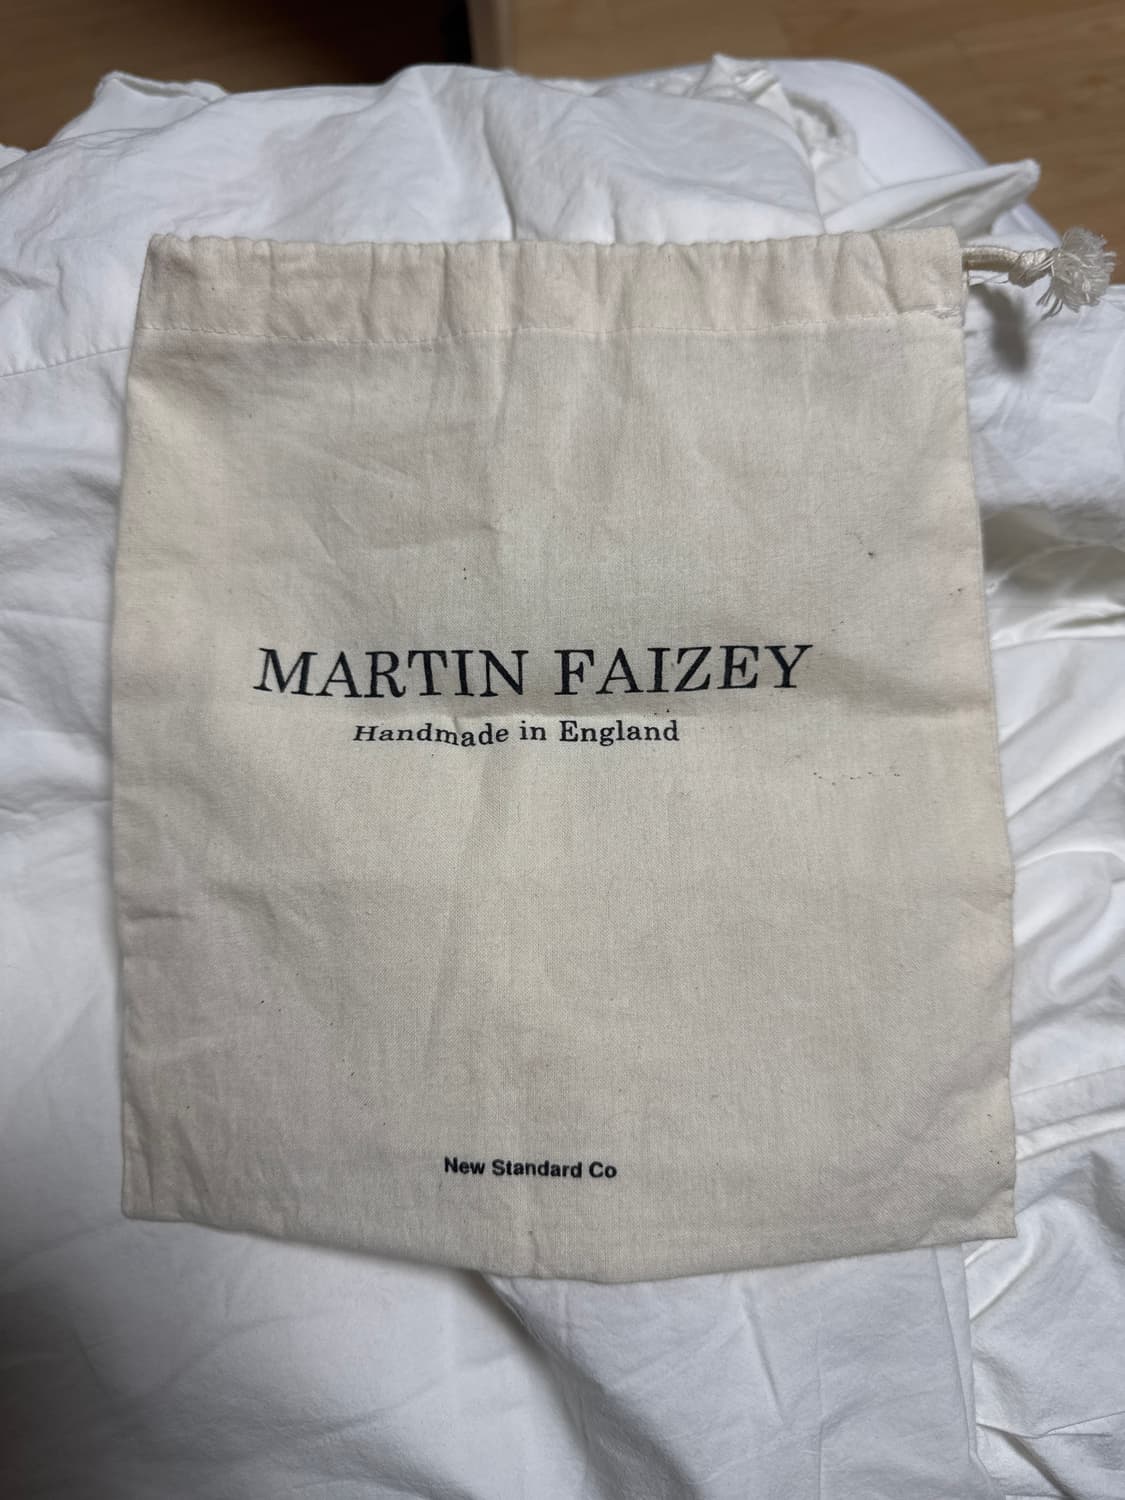 MARTIN FAIZEY
Handmade in England
New Standard Co